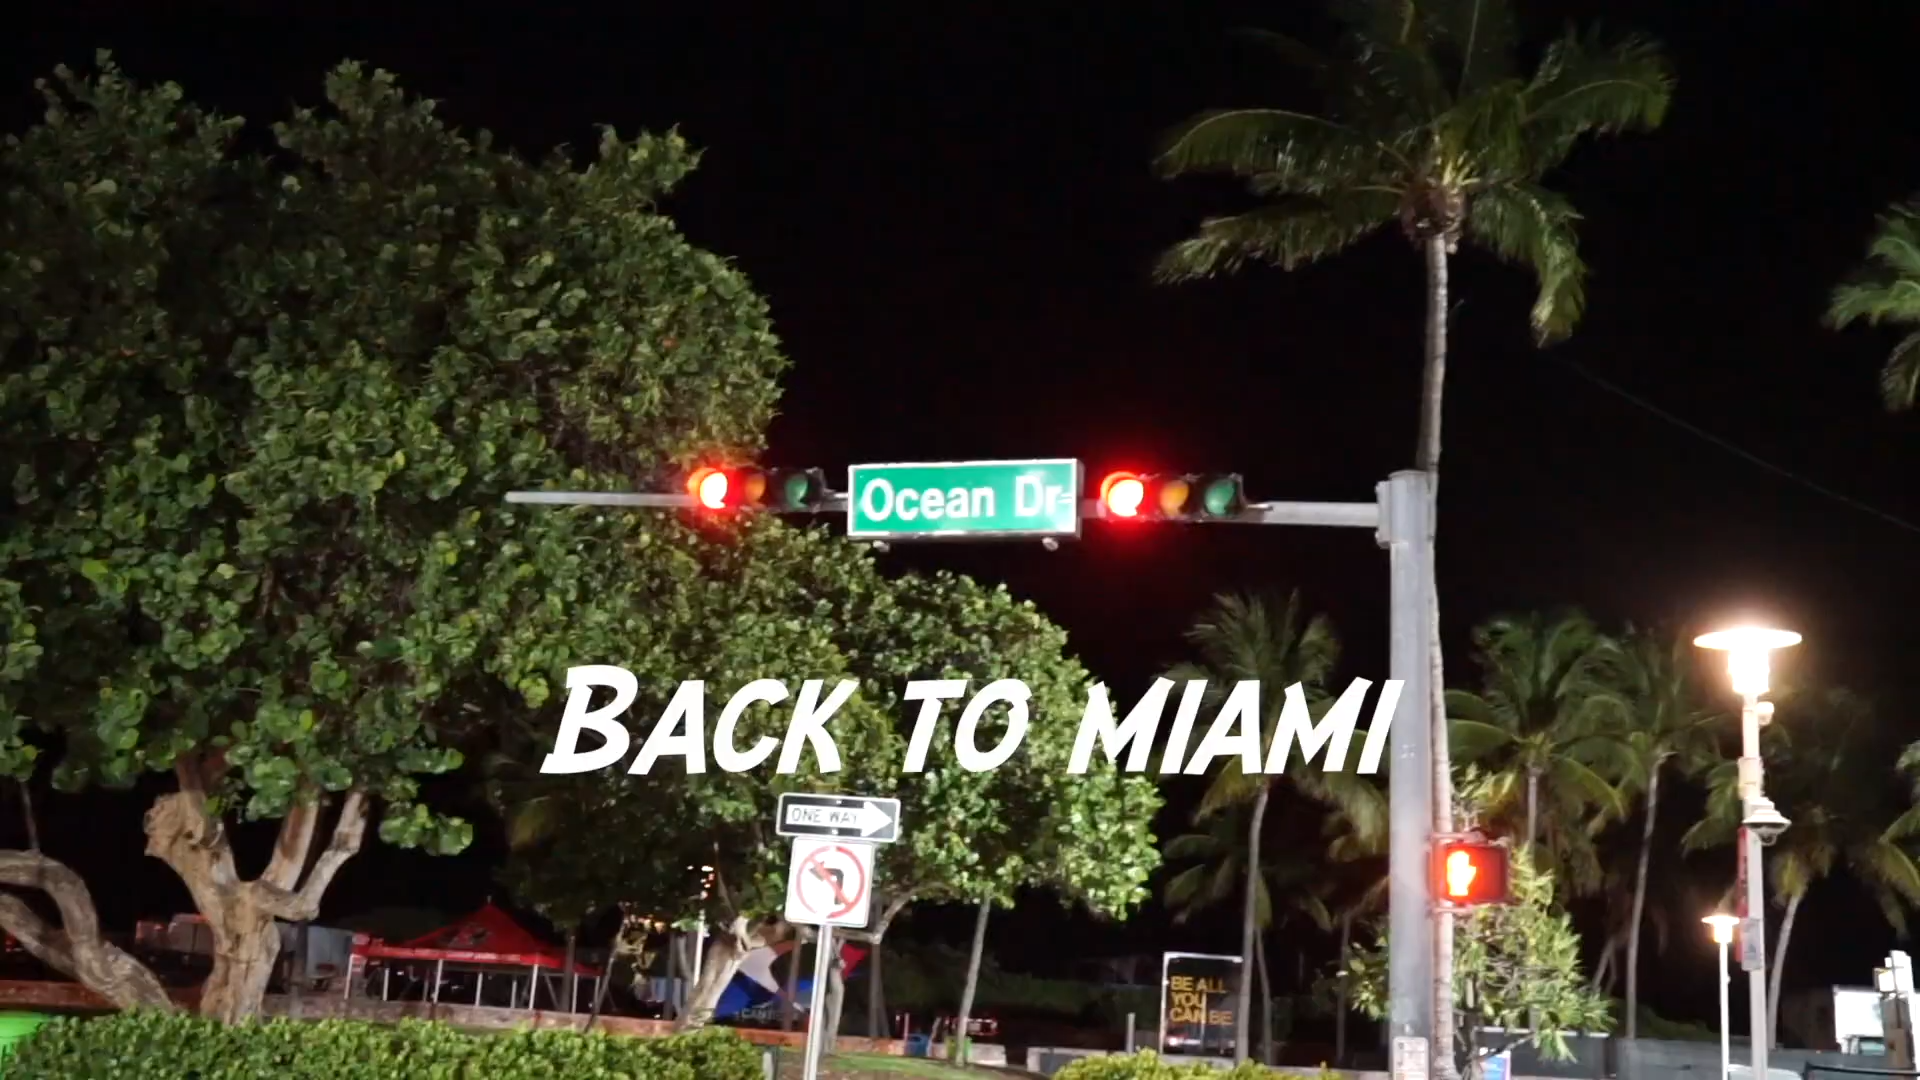 Ocean Dr
BACK TO MIAMI
ONE WAY
BE ALL
YOU
CAN BE